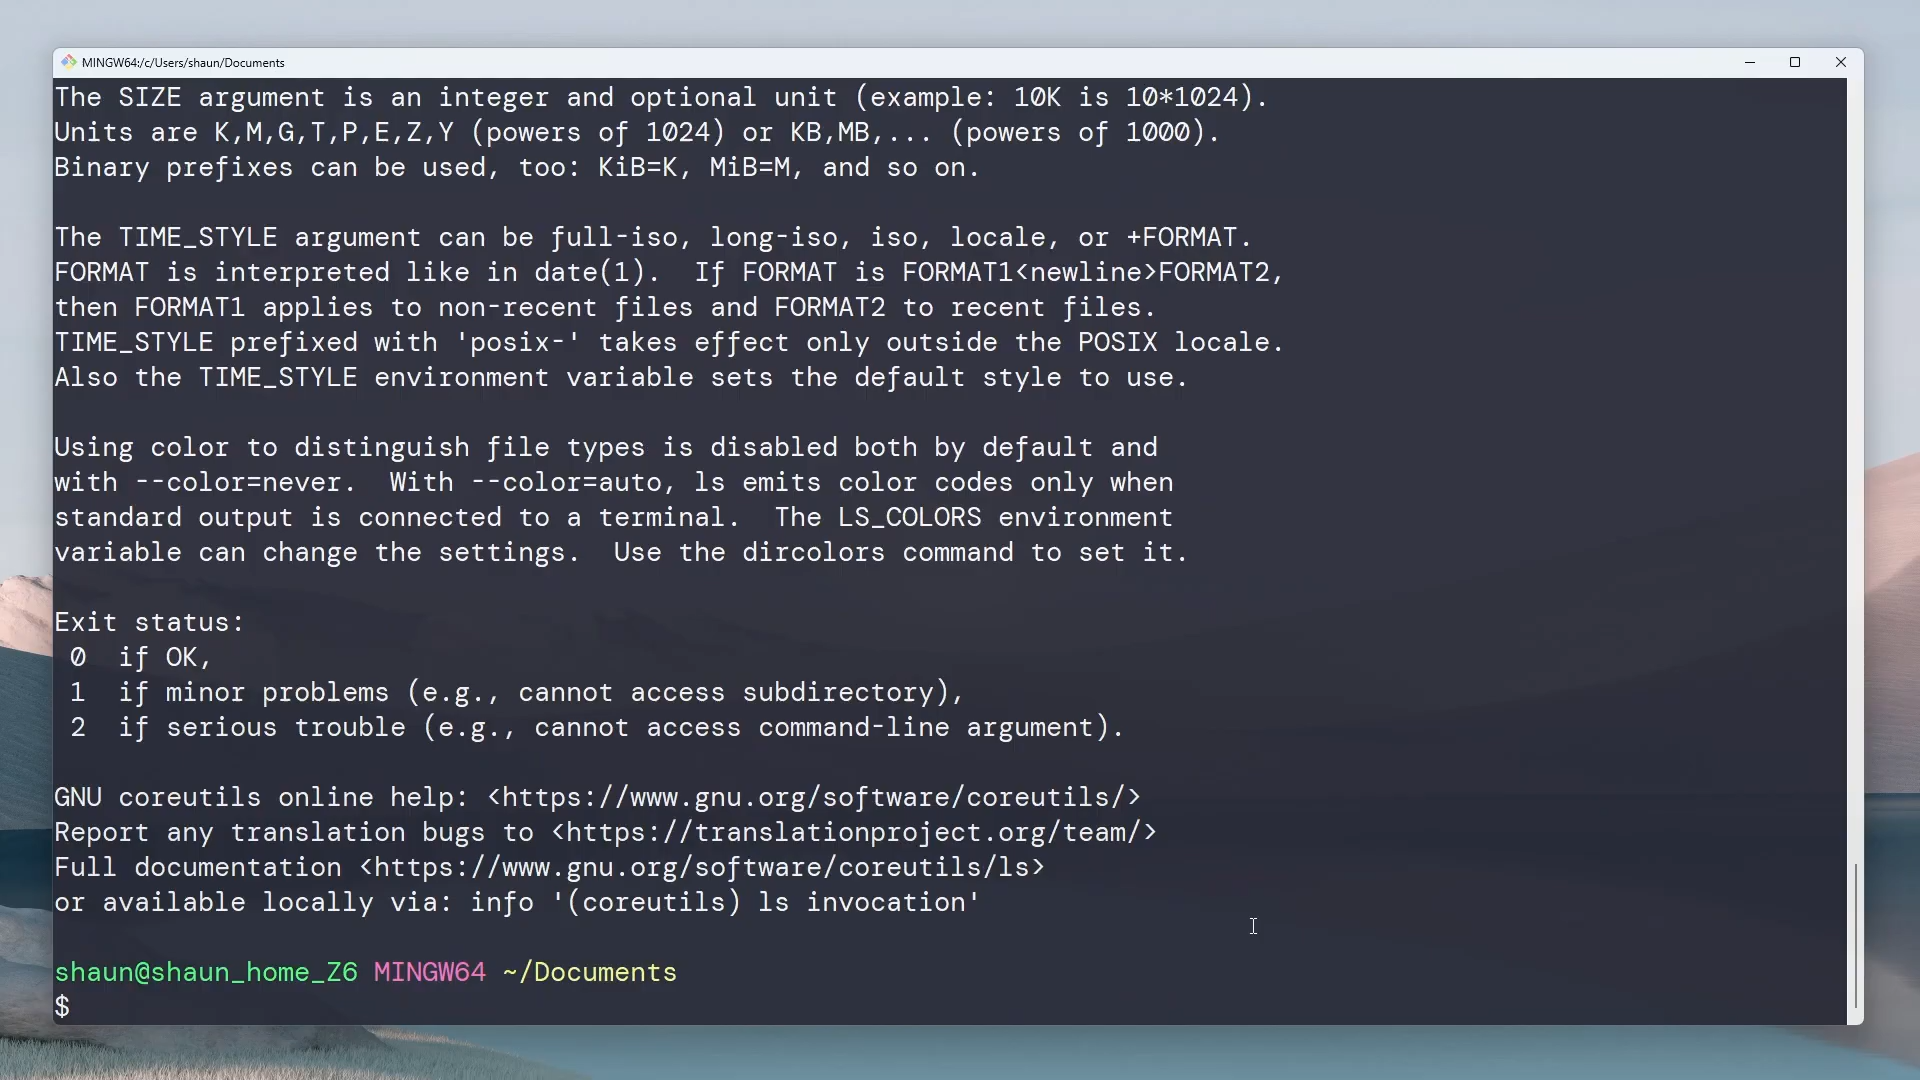 MINGW64:/c/Users/shaun/Documents
The SIZE argument is an integer and optional unit (example: 10K is 10*1024).
Units are K,M,G,T,P,E,Z,Y (powers of 1024) or KB,MB,... (powers of 1000).
Binary prefixes can be used, too: KiB=K, MiB=M, and so on.

The TIME_STYLE argument can be full-iso, long-iso, iso, locale, or +FORMAT.
FORMAT is interpreted like in date(1).  If FORMAT is FORMAT1<newline>FORMAT2,
then FORMAT1 applies to non-recent files and FORMAT2 to recent files.
TIME_STYLE prefixed with 'posix-' takes effect only outside the POSIX locale.
Also the TIME_STYLE environment variable sets the default style to use.

Using color to distinguish file types is disabled both by default and
with --color=never.  With --color=auto, ls emits color codes only when
standard output is connected to a terminal.  The LS_COLORS environment
variable can change the settings.  Use the dircolors command to set it.

Exit status:
 0  if OK,
 1  if minor problems (e.g., cannot access subdirectory),
 2  if serious trouble (e.g., cannot access command-line argument).

GNU coreutils online help: <https://www.gnu.org/software/coreutils/>
Report any translation bugs to <https://translationproject.org/team/>
Full documentation <https://www.gnu.org/software/coreutils/ls>
or available locally via: info '(coreutils) ls invocation'

shaun@shaun_home_Z6 MINGW64 ~/Documents
$